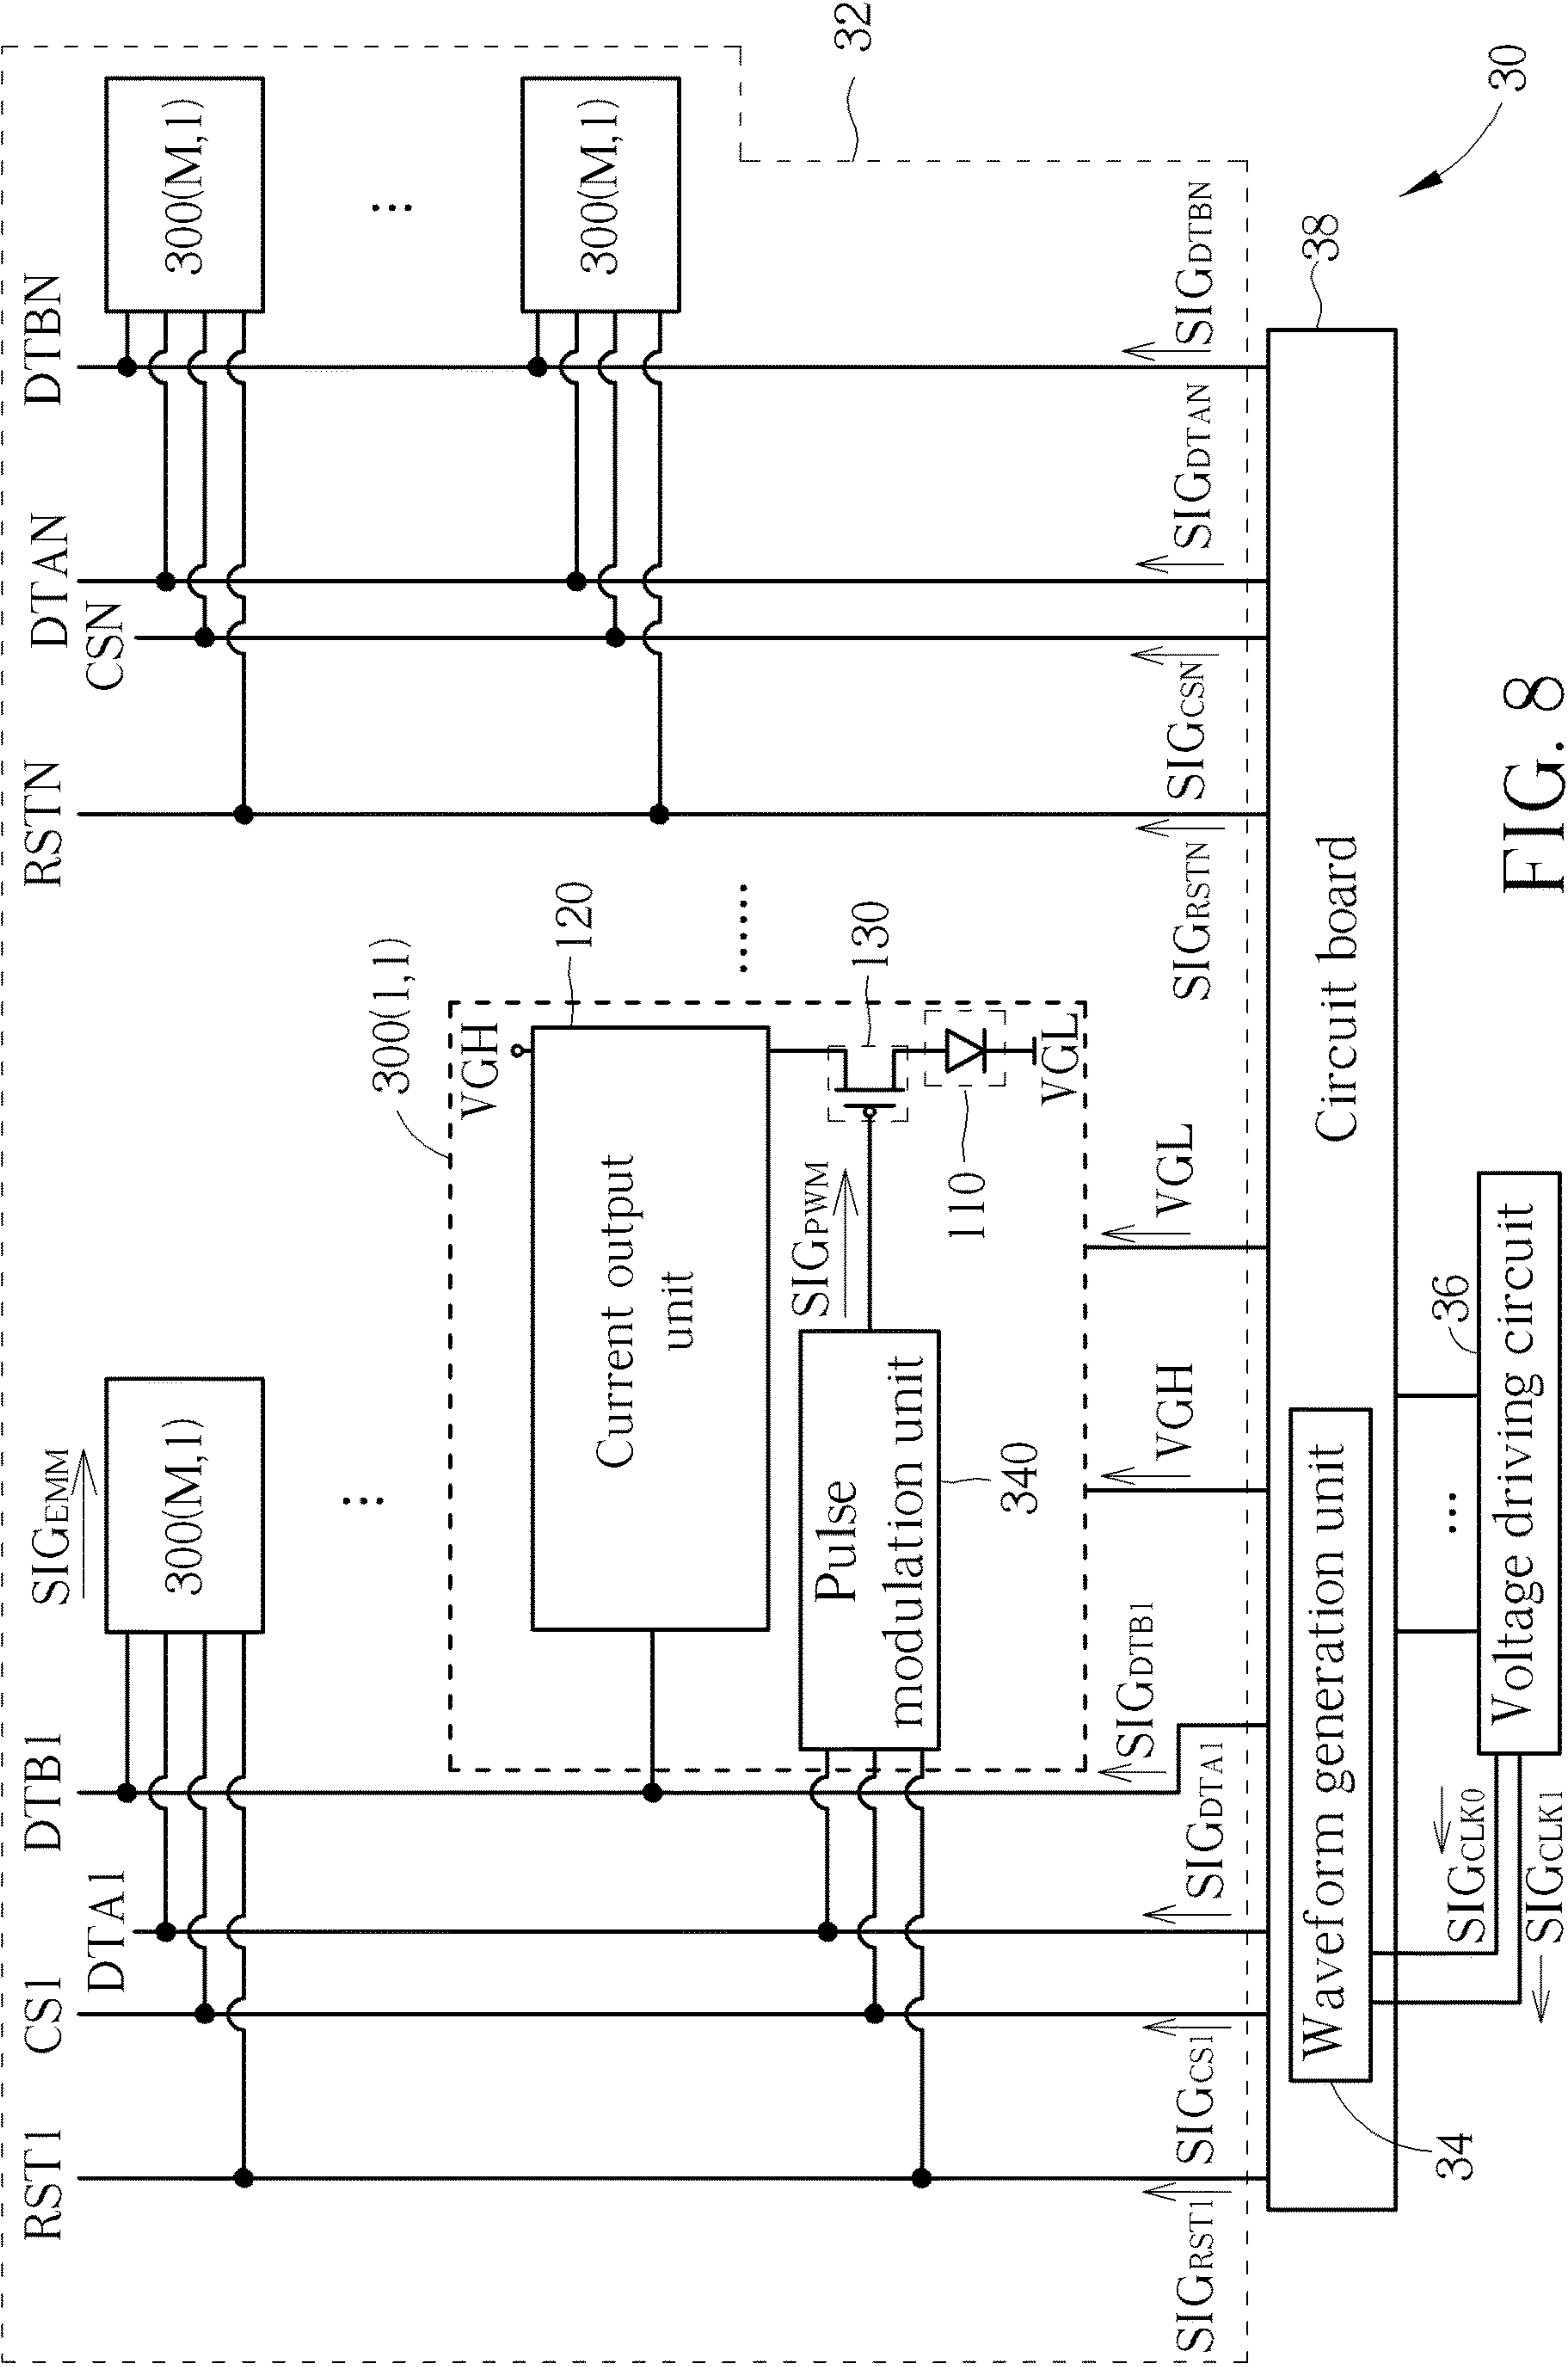 RST1
CS1
DTA1
DTB1
SIGEMM
RSTN
CSN
DTAN
DTBN
300(M,1)
300(M,1)
300(M,1)
300(1,1)
VGH
120
Current output
unit
SIGPWM
130
Pulse
modulation unit
340
110
VGL
32
SIGRST1
SIGCS1
SIGDTA1
SIGDTB1
VGH
VGL
SIGRSTN
SIGCSN
SIGDTAN
SIGDTBN
38
Circuit board
34
Waveform generation unit
SIGCLK0
SIGCLK1
36
Voltage driving circuit
30
FIG. 8